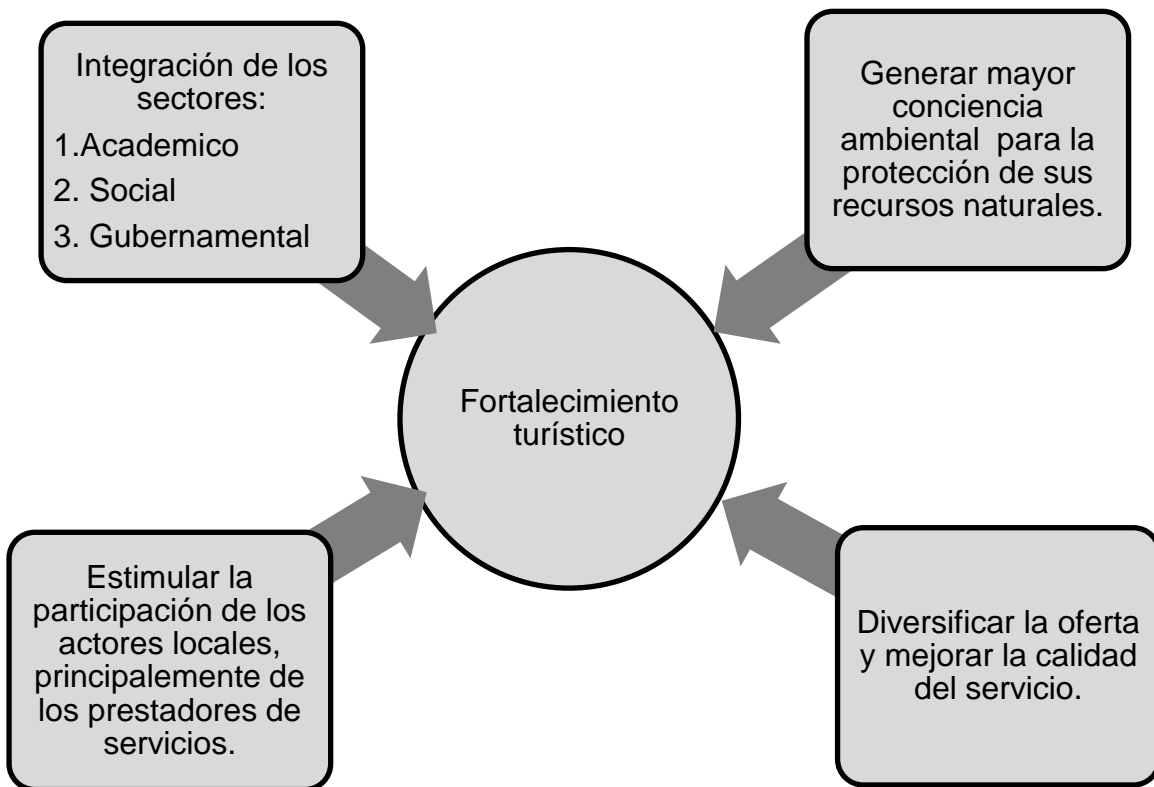 Integración de los
sectores:
1.Academico
2. Social
3. Gubernamental
Generar mayor
conciencia
ambiental  para la
protección de sus
recursos naturales.
Fortalecimiento
turístico
Estimular la
participación de los
actores locales,
principalemente de
los prestadores de
servicios.
Diversificar la oferta
y mejorar la calidad
del servicio.